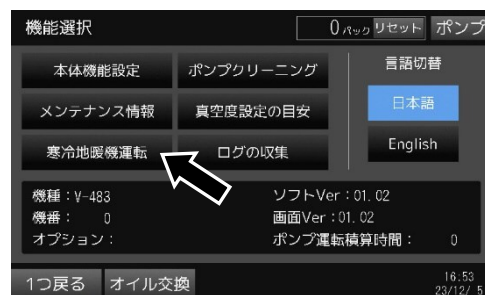 機能選択 0パック リセット ポンプ
本体機能設定 ポンプクリーニング 言語切替
メンテナンス情報 真空度設定の目安 日本語
寒冷地暖機運転 ログの収集 English
機種：V-483 ソフトVer：01.02
機番： 0 画面Ver：01.02
オプション： ポンプ運転積算時間： 0
1つ戻る オイル交換 16:53
23/12/ 5